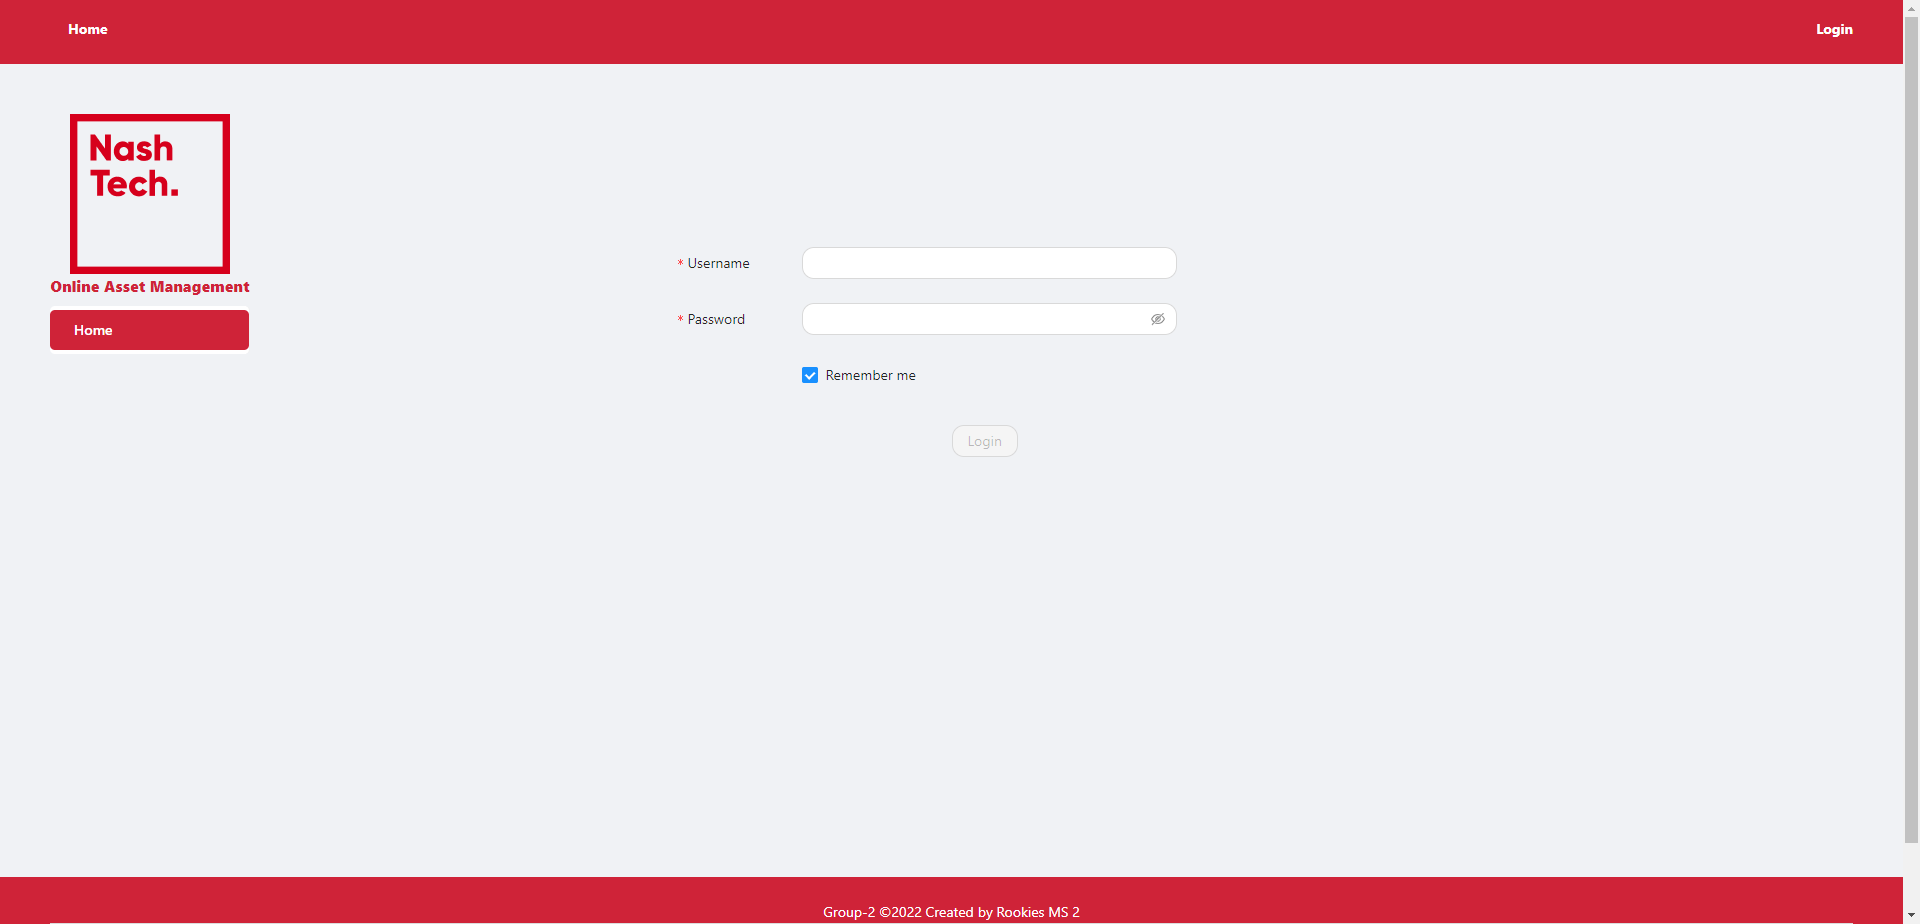 Home
Login
Nash
Tech.
Online Asset Management
Home
* Username
* Password
Remember me
Login
Group-2 ©2022 Created by Rookies MS 2